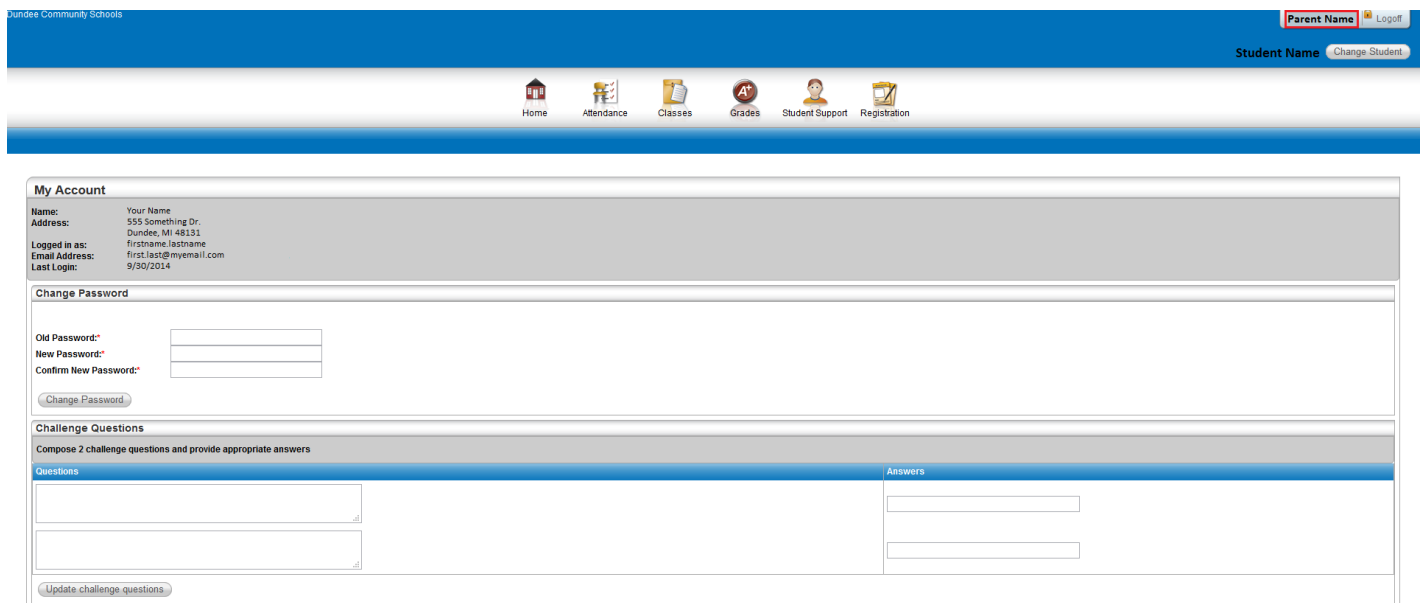 Dundee Community Schools
Parent Name Logoff
Student Name Change Student
A+
Home Attendance Classes Grades Student Support Registration
My Account
Name: Your Name
Address: 555 Something Dr.
Dundee, MI 48131
Logged in as: firstname.lastname
Email Address: first.last@myemail.com
Last Login: 9/30/2014
Change Password
Old Password:*
New Password:*
Confirm New Password:*
Change Password
Challenge Questions
Compose 2 challenge questions and provide appropriate answers
Questions Answers
Update challenge questions